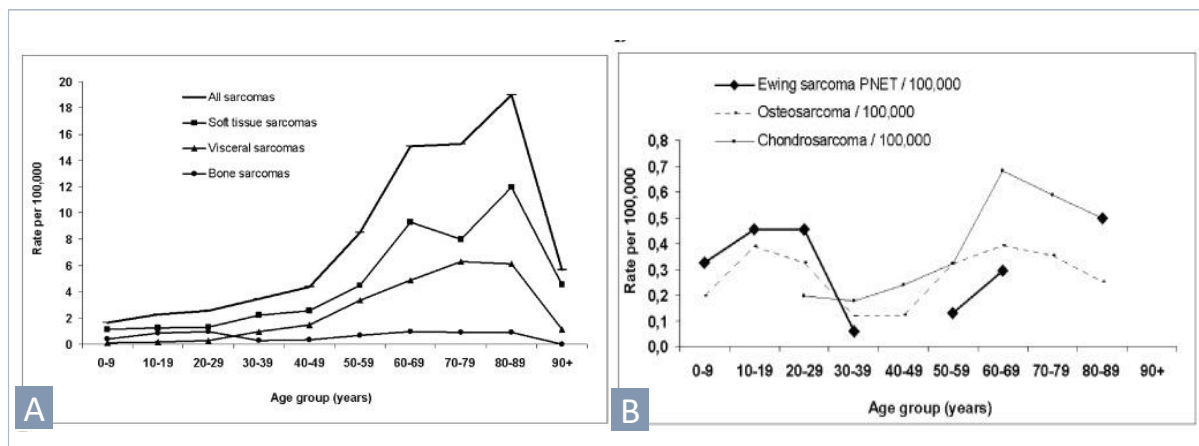 20
18
16
14
12
10
8
6
4
2
0
Rate per 100,000
All sarcomas
Soft tissue sarcomas
Visceral sarcomas
Bone sarcomas
0-9 10-19 20-29 30-39 40-49 50-59 60-69 70-79 80-89 90+
Age group (years)
A
Ewing sarcoma PNET / 100,000
Osteosarcoma / 100,000
Chondrosarcoma / 100,000
0,8
0,7
0,6
0,5
0,4
0,3
0,2
0,1
0,0
Rate per 100,000
0-9 10-19 20-29 30-39 40-49 50-59 60-69 70-79 80-89 90+
Age group (years)
B